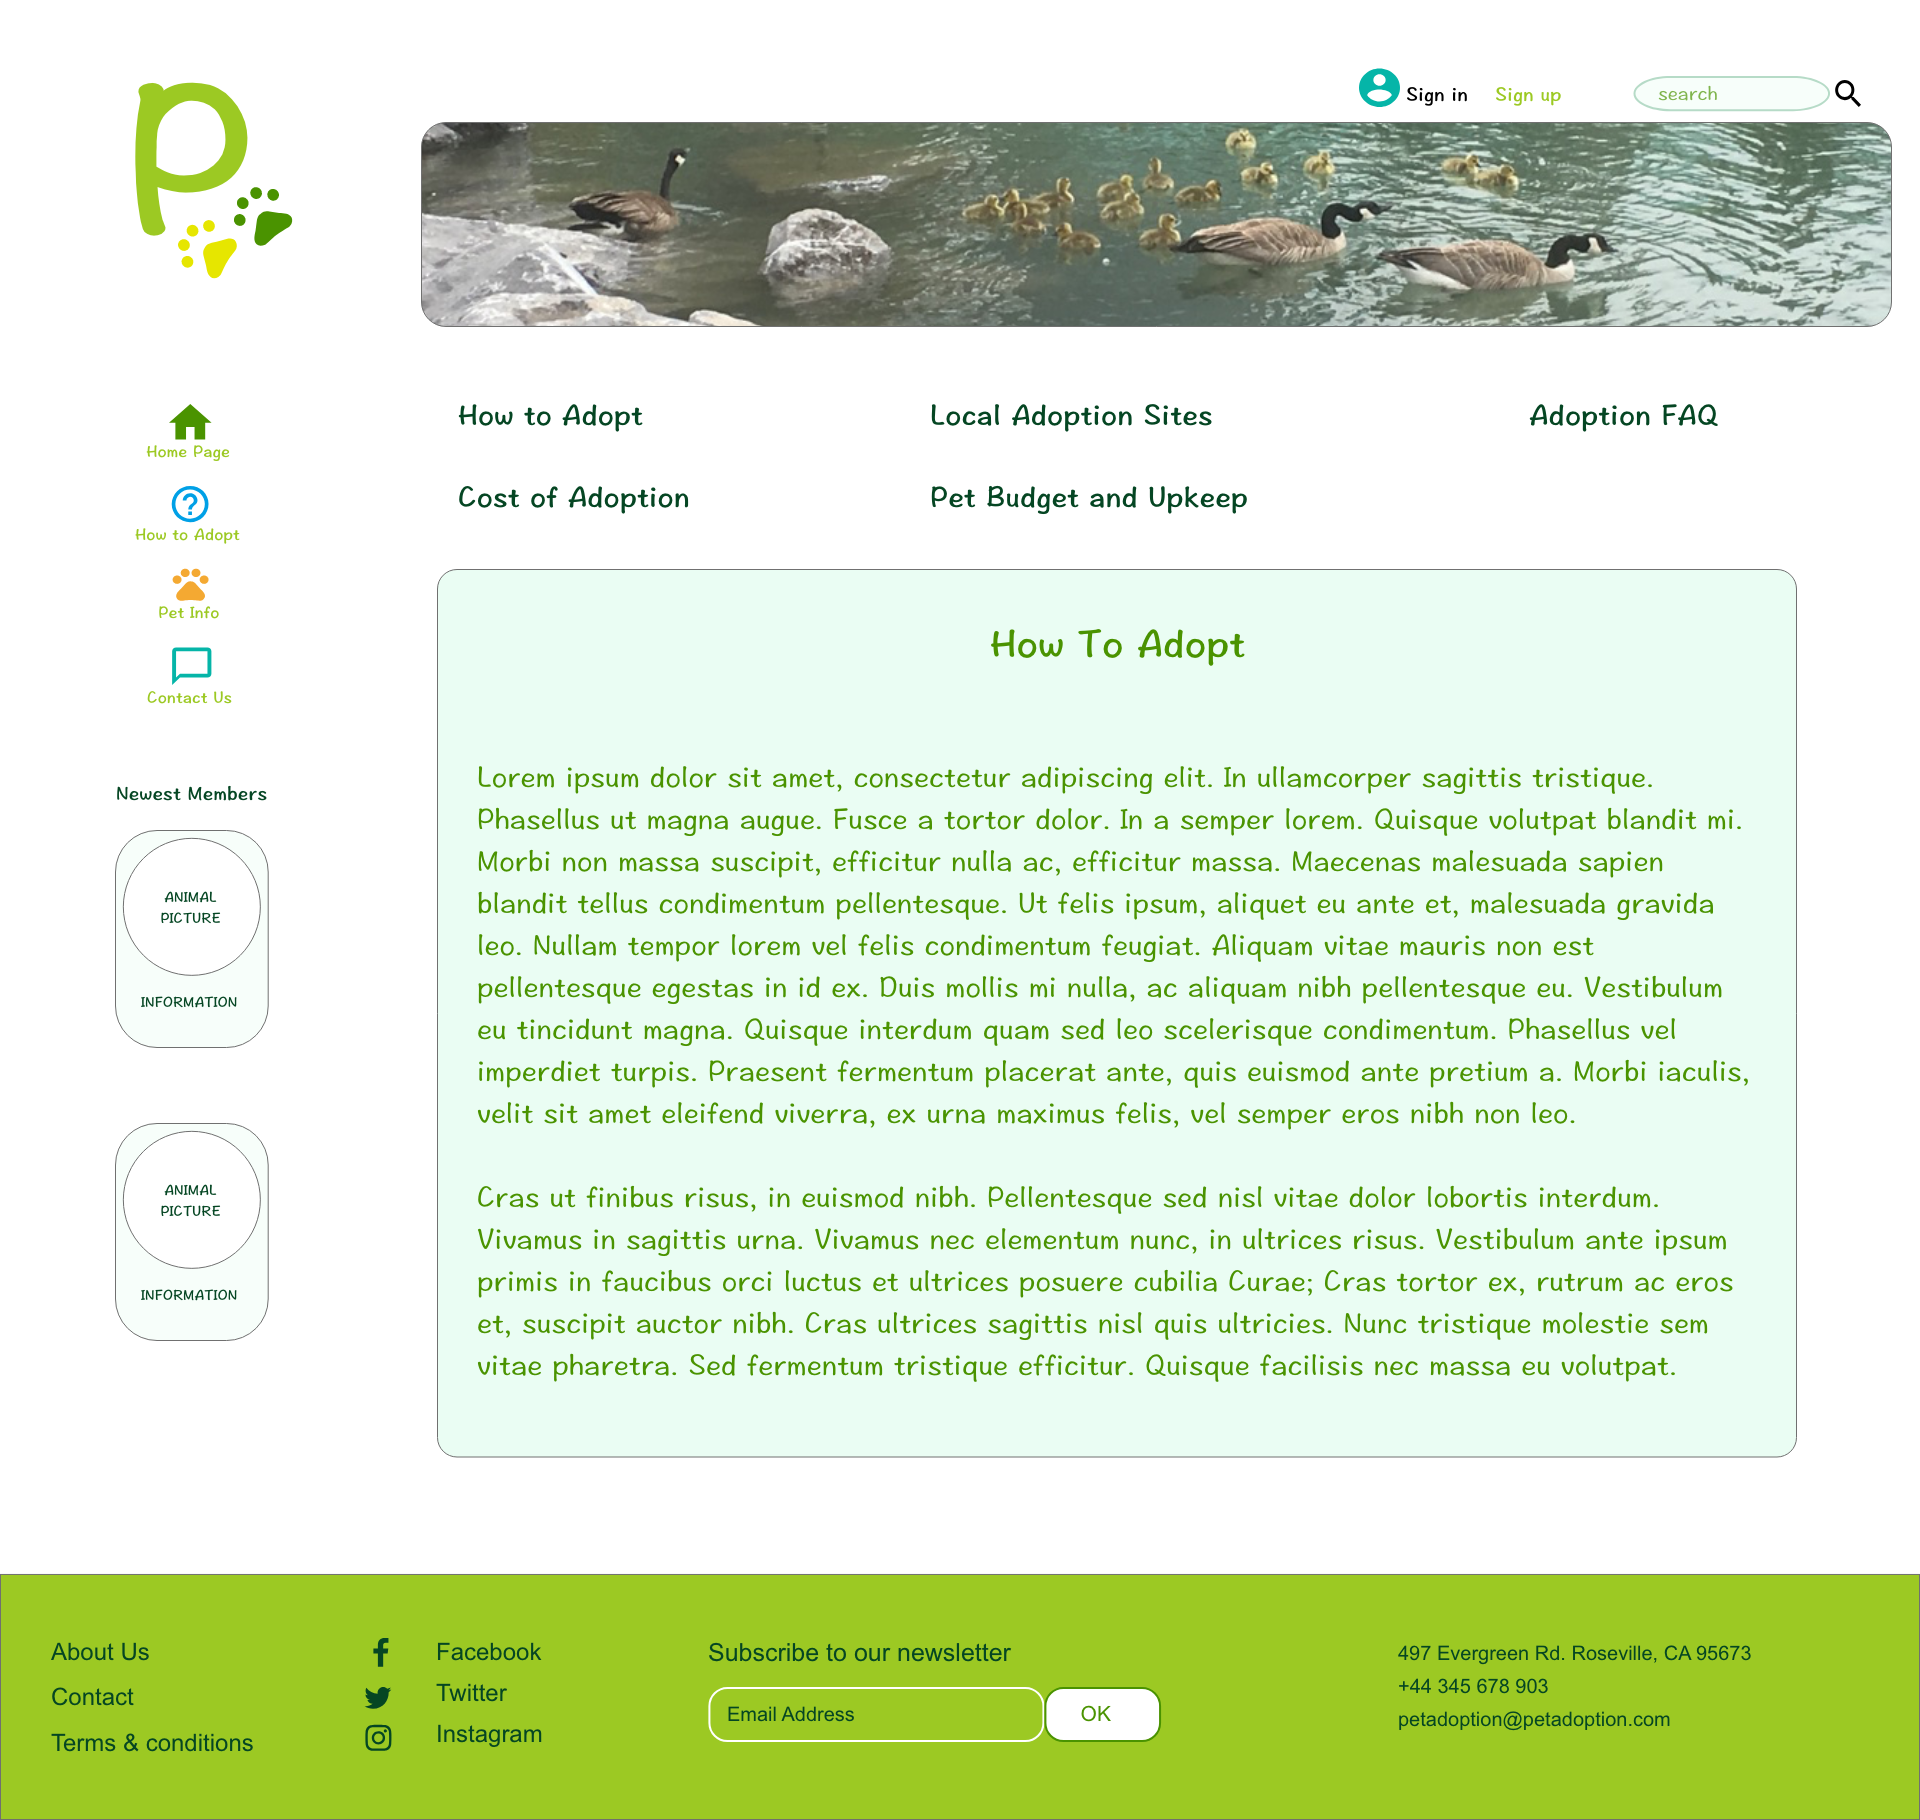 p
Sign in
Sign up
search
How to Adopt
Local Adoption Sites
Adoption FAQ
Cost of Adoption
Pet Budget and Upkeep
Home Page
How to Adopt
Pet Info
Contact Us
Newest Members
ANIMAL
PICTURE
INFORMATION
ANIMAL
PICTURE
INFORMATION
How To Adopt
Lorem ipsum dolor sit amet, consectetur adipiscing elit. In ullamcorper sagittis tristique.
Phasellus ut magna augue. Fusce a tortor dolor. In a semper lorem. Quisque volutpat blandit mi.
Morbi non massa suscipit, efficitur nulla ac, efficitur massa. Maecenas malesuada sapien
blandit tellus condimentum pellentesque. Ut felis ipsum, aliquet eu ante et, malesuada gravida
leo. Nullam tempor lorem vel felis condimentum feugiat. Aliquam vitae mauris non est
pellentesque egestas in id ex. Duis mollis mi nulla, ac aliquam nibh pellentesque eu. Vestibulum
eu tincidunt magna. Quisque interdum quam sed leo scelerisque condimentum. Phasellus vel
imperdiet turpis. Praesent fermentum placerat ante, quis euismod ante pretium a. Morbi iaculis,
velit sit amet eleifend viverra, ex urna maximus felis, vel semper eros nibh non leo.
Cras ut finibus risus, in euismod nibh. Pellentesque sed nisl vitae dolor lobortis interdum.
Vivamus in sagittis urna. Vivamus nec elementum nunc, in ultrices risus. Vestibulum ante ipsum
primis in faucibus orci luctus et ultrices posuere cubilia Curae; Cras tortor ex, rutrum ac eros
et, suscipit auctor nibh. Cras ultrices sagittis nisl quis ultricies. Nunc tristique molestie sem
vitae pharetra. Sed fermentum tristique efficitur. Quisque facilisis nec massa eu volutpat.
About Us
Contact
Terms & conditions
Facebook
Twitter
Instagram
Subscribe to our newsletter
Email Address
OK
497 Evergreen Rd. Roseville, CA 95673
+44 345 678 903
petadoption@petadoption.com